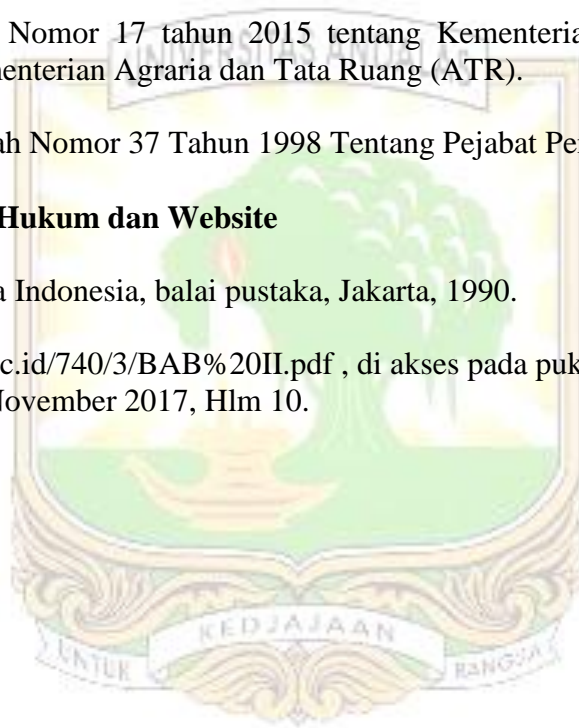 UNIVERSITAS ANDALAS
Nomor 17 tahun 2015 tentang Kementeria
enterian Agraria dan Tata Ruang (ATR).
ah Nomor 37 Tahun 1998 Tentang Pejabat Pe
Hukum dan Website
a Indonesia, balai pustaka, Jakarta, 1990.
c.id/740/3/BAB%20II.pdf , di akses pada puk
November 2017, Hlm 10.
KEDJAJAAN
UNTUK BANGSA